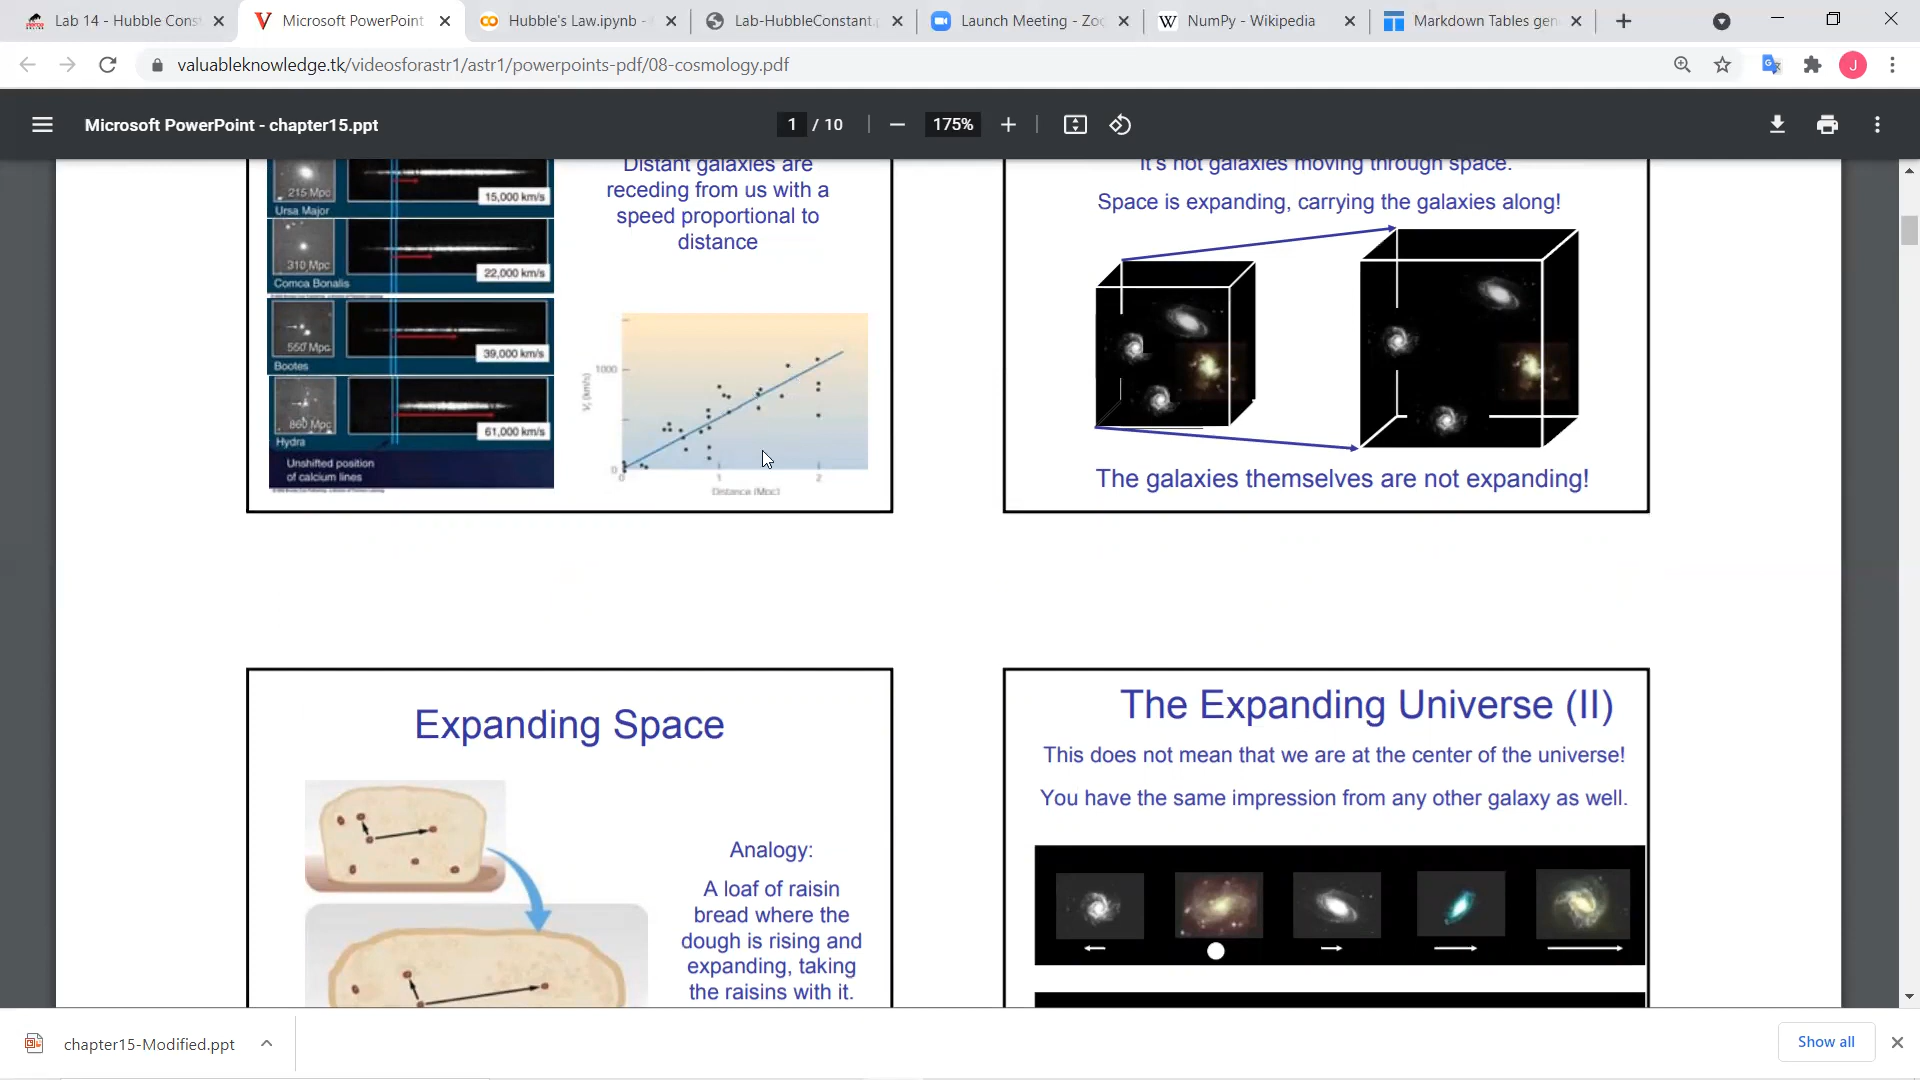 Lab 14 - Hubble Const
Microsoft PowerPoint
Hubble's Law.ipynb -
Lab-HubbleConstant.
Launch Meeting - Zoo
NumPy - Wikipedia
Markdown Tables gen
valuableknowledge.tk/videosforastr1/astr1/powerpoints-pdf/08-cosmology.pdf
J
Microsoft PowerPoint - chapter15.ppt
1 / 10
175%
215 Mpc
15,000 km/s
Ursa Major
310 Mpc
22,000 km/s
Comca Bonalis
550 Mpc
39,000 km/s
Bootes
860 Mpc
61,000 km/s
Hydra
Unshifted position
of calcium lines
Distant galaxies are
receding from us with a
speed proportional to
distance
1000
V, (km/s)
0
0
1
2
Distance (Mpc)
It's not galaxies moving through space.
Space is expanding, carrying the galaxies along!
The galaxies themselves are not expanding!
Expanding Space
Analogy:
A loaf of raisin
bread where the
dough is rising and
expanding, taking
the raisins with it.
The Expanding Universe (II)
This does not mean that we are at the center of the universe!
You have the same impression from any other galaxy as well.
chapter15-Modified.ppt
Show all